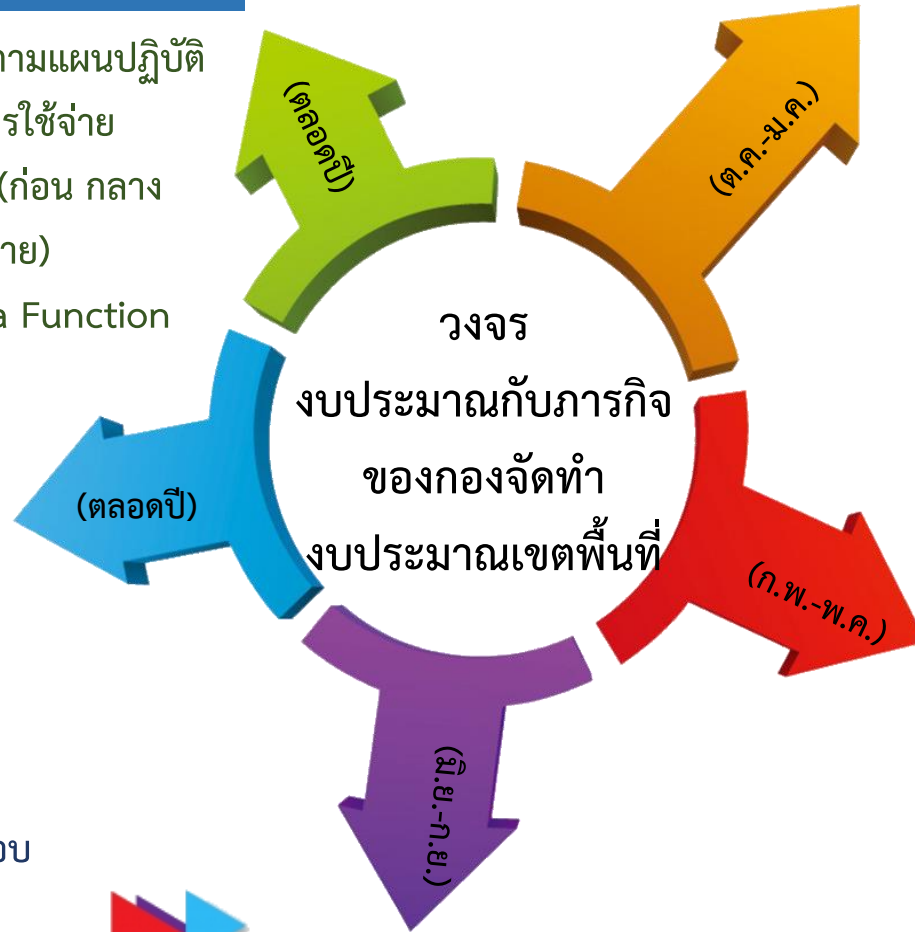 ตามแผนปฏิบัติ
รใช้จ่าย
(ก่อน กลาง
าย)
a Function
(ตลอดปี)
(ต.ค.-ม.ค.)
วงจร
งบประมาณกับภารกิจ
ของกองจัดทำ
งบประมาณเขตพื้นที่
(ตลอดปี)
(ก.พ.-พ.ค.)
(มิ.ย.-ก.ย.)
อบ